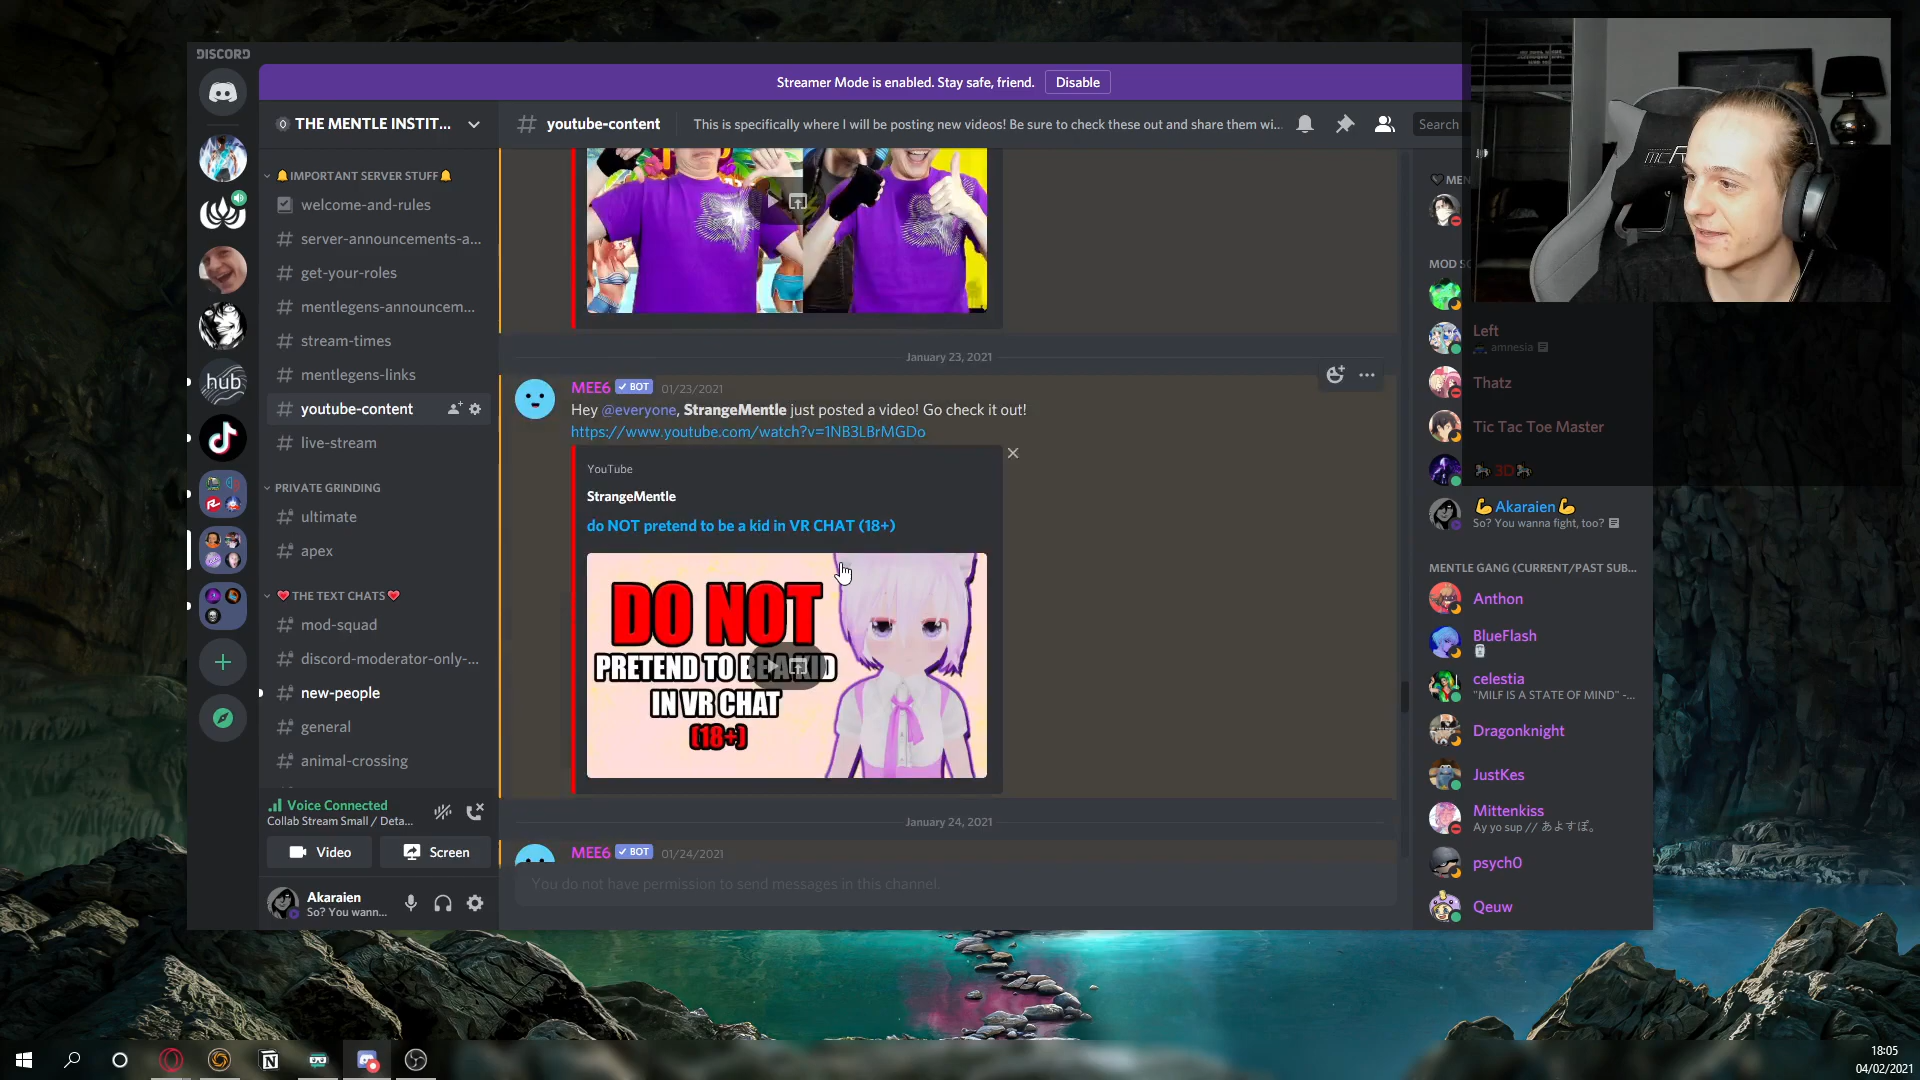 DISCORD
Streamer Mode is enabled. Stay safe, friend. Disable
THE MENTLE INSTIT...
youtube-content
This is specifically where I will be posting new videos! Be sure to check these out and share them wi...
Search
🔔IMPORTANT SERVER STUFF🔔
welcome-and-rules
server-announcements-a...
get-your-roles
mentlegens-announcem...
stream-times
mentlegens-links
youtube-content
live-stream
PRIVATE GRINDING
ultimate
apex
❤️THE TEXT CHATS❤️
mod-squad
discord-moderator-only-...
new-people
general
animal-crossing
hub
Voice Connected
Collab Stream Small / Deta...
Video
Screen
Akaraien
So? You wann...
January 23, 2021
MEE6 ✓ BOT 01/23/2021
Hey @everyone, StrangeMentle just posted a video! Go check it out!
https://www.youtube.com/watch?v=1NB3LBrMGDo
YouTube
StrangeMentle
do NOT pretend to be a kid in VR CHAT (18+)
DO NOT
PRETEND TO BE A KID
IN VR CHAT
(18+)
January 24, 2021
MEE6 ✓ BOT 01/24/2021
You do not have permission to send messages in this channel.
MEN
MOD S
Left
amnesia
Thatz
Tic Tac Toe Master
3D
💪Akaraien💪
So? You wanna fight, too?
MENTLE GANG (CURRENT/PAST SUB...
Anthon
BlueFlash
celestia
"MILF IS A STATE OF MIND" -...
Dragonknight
JustKes
Mittenkiss
Ay yo sup // あよすぽ。
psych0
Qeuw
18:05
04/02/2021